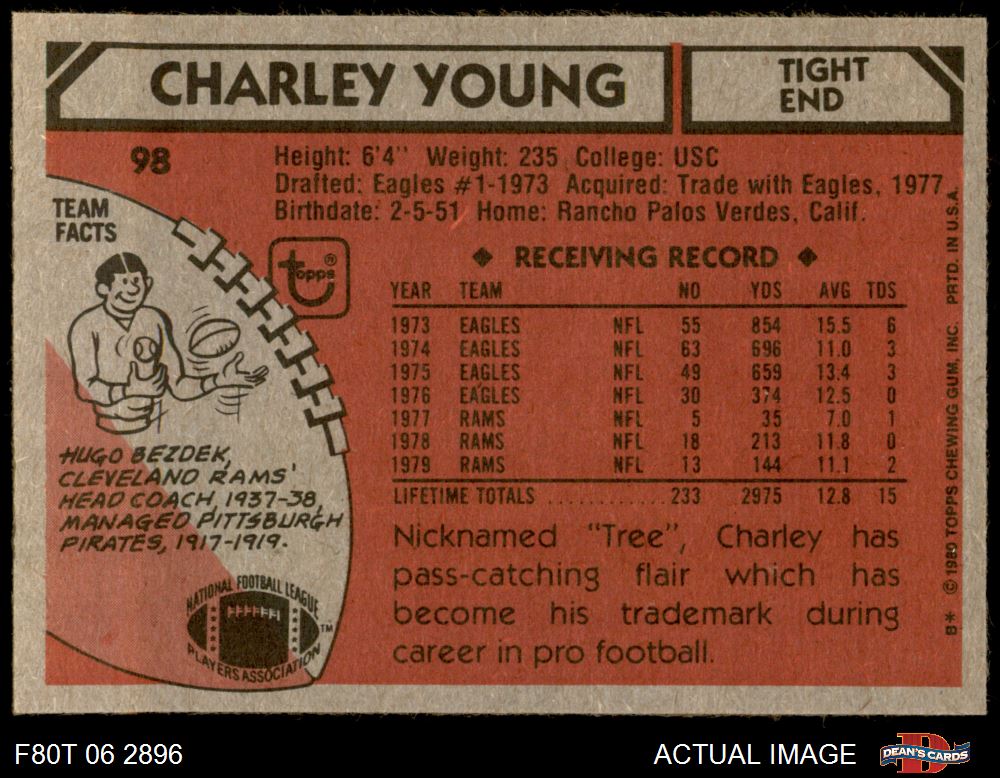 CHARLEY YOUNG
TIGHT
END
98
Height: 6'4" Weight: 235 College: USC
Drafted: Eagles #1-1973 Acquired: Trade with Eagles, 1977
Birthdate: 2-5-51 Home: Rancho Palos Verdes, Calif.
TEAM
FACTS
topps®
◆ RECEIVING RECORD ◆
YEAR TEAM NO YDS AVG TDS
1973 EAGLES NFL 55 854 15.5 6
1974 EAGLES NFL 63 696 11.0 3
1975 EAGLES NFL 49 659 13.4 3
1976 EAGLES NFL 30 374 12.5 0
1977 RAMS NFL 5 35 7.0 1
1978 RAMS NFL 18 213 11.8 0
1979 RAMS NFL 13 144 11.1 2
LIFETIME TOTALS ............ 233 2975 12.8 15
HUGO BEZDEK,
CLEVELAND RAMS'
HEAD COACH, 1937-38,
MANAGED PITTSBURGH
PIRATES, 1917-1919.
Nicknamed "Tree", Charley has
pass-catching flair which has
become his trademark during
career in pro football.
NATIONAL FOOTBALL LEAGUE
PLAYERS ASSOCIATION
TM
B* © 1980 TOPPS CHEWING GUM, INC. PRTD. IN U.S.A.
F80T 06 2896
ACTUAL IMAGE
DEAN'S CARDS